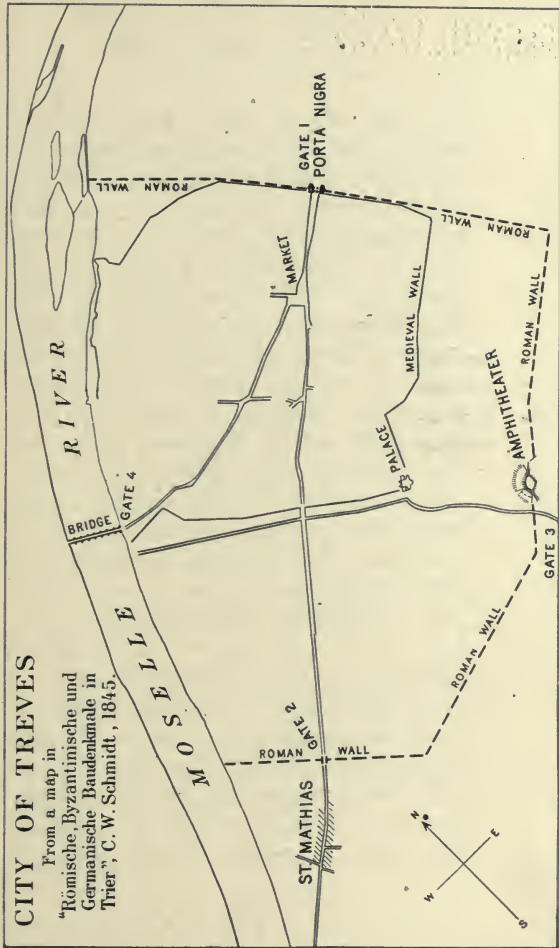 CITY OF TREVES
From a map in
"Römische, Byzantinische und
Germanische Baudenkmale in
Trier", C. W. Schmidt, 1845.
RIVER
MOSELLE
BRIDGE
GATE 4
ROMAN WALL
GATE 1
PORTA NIGRA
MARKET
MEDIEVAL WALL
ROMAN WALL
ROMAN WALL
PALACE
AMPHITHEATER
GATE 3
ROMAN WALL
GATE 2
ROMAN WALL
ST. MATHIAS
N
W
E
S